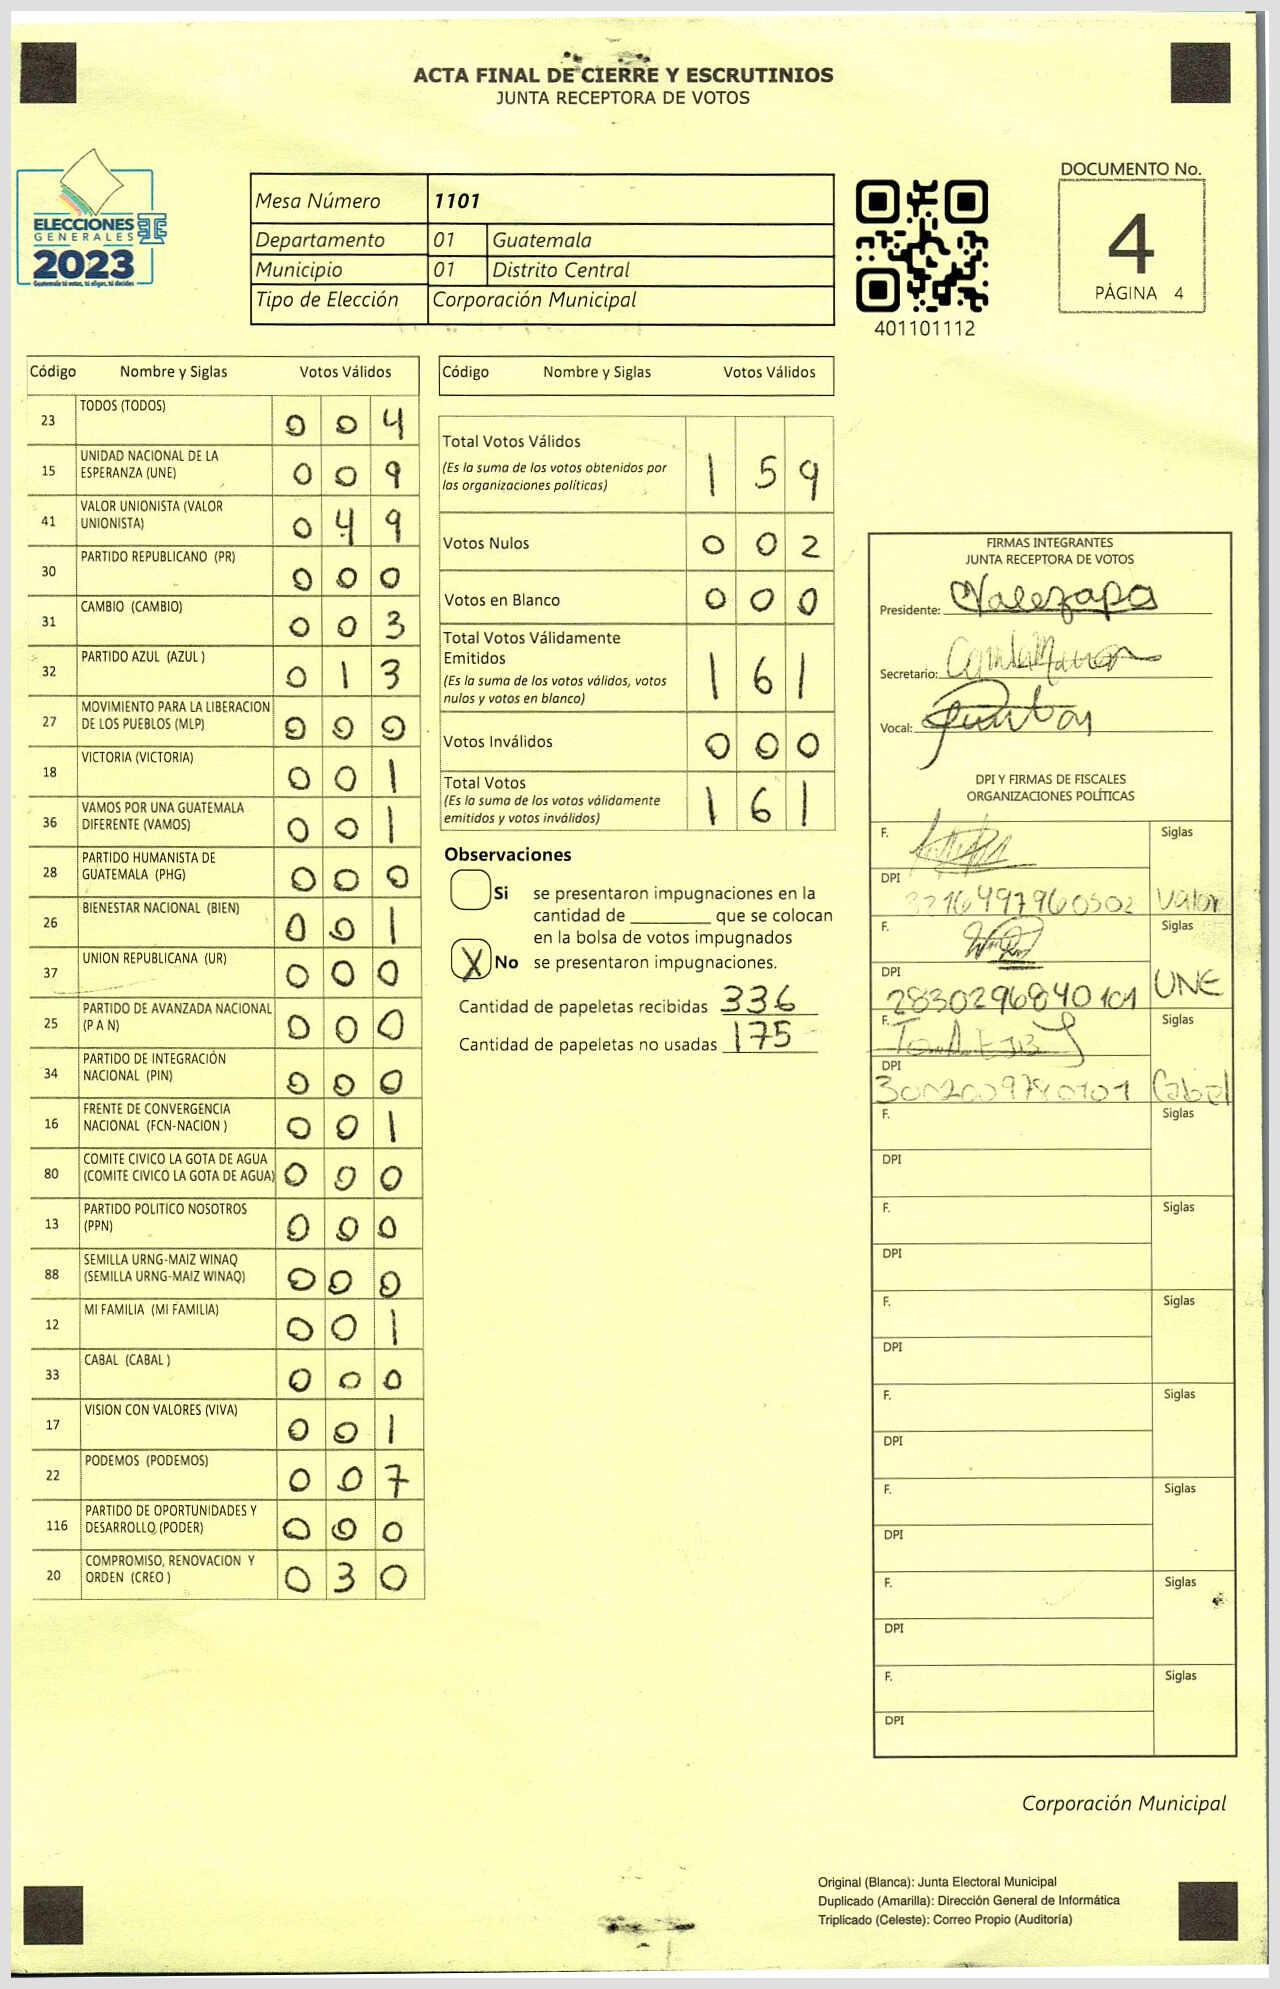 ACTA FINAL DE CIERRE Y ESCRUTINIOS
JUNTA RECEPTORA DE VOTOS
ELECCIONES
GENERALES
2023
Guatemala tú votas, tú eliges, tú decides
Mesa Número 1101
Departamento 01 Guatemala
Municipio 01 Distrito Central
Tipo de Elección Corporación Municipal
401101112
DOCUMENTO No.
4
PÁGINA 4
Código Nombre y Siglas Votos Válidos
23 TODOS (TODOS) 0 0 4
15 UNIDAD NACIONAL DE LA
ESPERANZA (UNE) 0 0 9
41 VALOR UNIONISTA (VALOR
UNIONISTA) 0 4 9
30 PARTIDO REPUBLICANO (PR) 0 0 0
31 CAMBIO (CAMBIO) 0 0 3
32 PARTIDO AZUL (AZUL ) 0 1 3
27 MOVIMIENTO PARA LA LIBERACION
DE LOS PUEBLOS (MLP) 0 0 0
18 VICTORIA (VICTORIA) 0 0 1
36 VAMOS POR UNA GUATEMALA
DIFERENTE (VAMOS) 0 0 1
28 PARTIDO HUMANISTA DE
GUATEMALA (PHG) 0 0 0
26 BIENESTAR NACIONAL (BIEN) 0 0 1
37 UNION REPUBLICANA (UR) 0 0 0
25 PARTIDO DE AVANZADA NACIONAL
(P A N) 0 0 0
34 PARTIDO DE INTEGRACIÓN
NACIONAL (PIN) 0 0 0
16 FRENTE DE CONVERGENCIA
NACIONAL (FCN-NACION ) 0 0 1
80 COMITE CIVICO LA GOTA DE AGUA
(COMITE CIVICO LA GOTA DE AGUA) 0 0 0
13 PARTIDO POLITICO NOSOTROS
(PPN) 0 0 0
88 SEMILLA URNG-MAIZ WINAQ
(SEMILLA URNG-MAIZ WINAQ) 0 0 0
12 MI FAMILIA (MI FAMILIA) 0 0 1
33 CABAL (CABAL ) 0 0 0
17 VISION CON VALORES (VIVA) 0 0 1
22 PODEMOS (PODEMOS) 0 0 7
116 PARTIDO DE OPORTUNIDADES Y
DESARROLLO (PODER) 0 0 0
20 COMPROMISO, RENOVACION Y
ORDEN (CREO ) 0 3 0
Código Nombre y Siglas Votos Válidos
Total Votos Válidos
(Es la suma de los votos obtenidos por
las organizaciones políticas) 1 5 9
Votos Nulos 0 0 2
Votos en Blanco 0 0 0
Total Votos Válidamente
Emitidos
(Es la suma de los votos válidos, votos
nulos y votos en blanco) 1 6 1
Votos Inválidos 0 0 0
Total Votos
(Es la suma de los votos válidamente
emitidos y votos inválidos) 1 6 1
Observaciones
Si se presentaron impugnaciones en la
cantidad de ________ que se colocan
en la bolsa de votos impugnados
X No se presentaron impugnaciones.
Cantidad de papeletas recibidas 336
Cantidad de papeletas no usadas 175
FIRMAS INTEGRANTES
JUNTA RECEPTORA DE VOTOS
Presidente:
Secretario:
Vocal:
DPI Y FIRMAS DE FISCALES
ORGANIZACIONES POLÍTICAS
F. Siglas
DPI Valor
F. Siglas
DPI 2830296840101 UNE
F. Siglas
DPI Cabal
F. Siglas
DPI
F. Siglas
DPI
F. Siglas
DPI
F. Siglas
DPI
F. Siglas
DPI
F. Siglas
DPI
F. Siglas
DPI
Corporación Municipal
Original (Blanca): Junta Electoral Municipal
Duplicado (Amarilla): Dirección General de Informática
Triplicado (Celeste): Correo Propio (Auditoría)